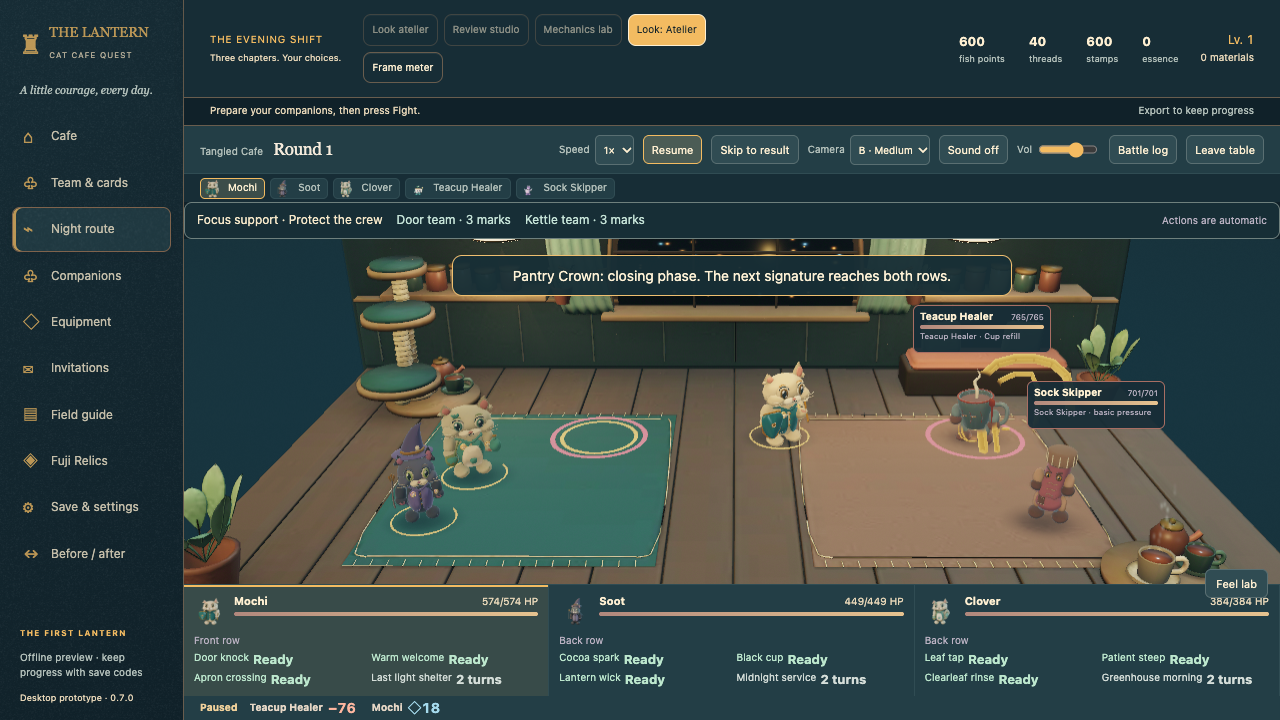 THE LANTERN
CAT CAFE QUEST
A little courage, every day.
Cafe
Team & cards
Night route
Companions
Equipment
Invitations
Field guide
Fuji Relics
Save & settings
Before / after
THE FIRST LANTERN
Offline preview · keep
progress with save codes
Desktop prototype · 0.7.0
THE EVENING SHIFT
Three chapters. Your choices.
Look atelier
Review studio
Mechanics lab
Look: Atelier
Frame meter
600 fish points
40 threads
600 stamps
0 essence
Lv. 1
0 materials
Prepare your companions, then press Fight.
Export to keep progress
Tangled Cafe Round 1
Speed 1x
Resume
Skip to result
Camera B · Medium
Sound off
Vol
Battle log
Leave table
Mochi
Soot
Clover
Teacup Healer
Sock Skipper
Focus support · Protect the crew
Door team · 3 marks
Kettle team · 3 marks
Actions are automatic
Pantry Crown: closing phase. The next signature reaches both rows.
Teacup Healer 765/765
Teacup Healer · Cup refill
Sock Skipper 701/701
Sock Skipper · basic pressure
Feel lab
Mochi 574/574 HP
Front row
Door knock Ready
Warm welcome Ready
Apron crossing Ready
Last light shelter 2 turns
Soot 449/449 HP
Back row
Cocoa spark Ready
Black cup Ready
Lantern wick Ready
Midnight service 2 turns
Clover 384/384 HP
Back row
Leaf tap Ready
Patient steep Ready
Clearleaf rinse Ready
Greenhouse morning 2 turns
Paused Teacup Healer −76 Mochi ◇18